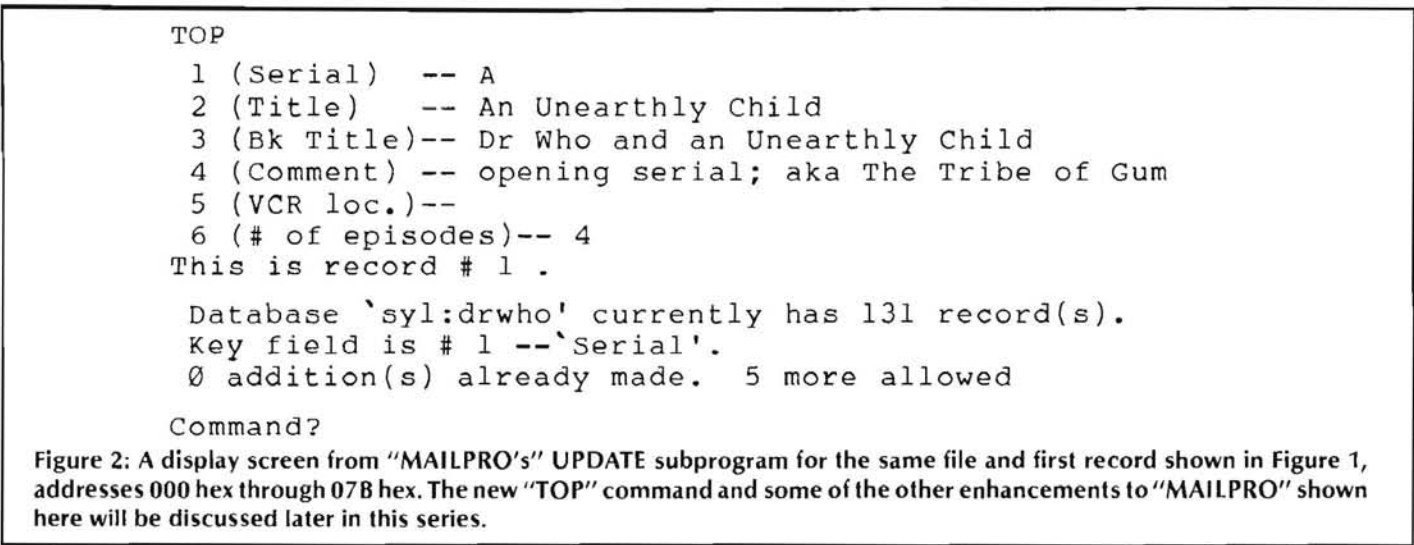 TOP
1 (Serial)  -- A
2 (Title)   -- An Unearthly Child
3 (Bk Title)-- Dr Who and an Unearthly Child
4 (Comment) -- opening serial; aka The Tribe of Gum
5 (VCR loc.)--
6 (# of episodes)-- 4
This is record # 1 .
Database `syl:drwho' currently has 131 record(s).
Key field is # 1 --`Serial'.
Ø addition(s) already made.  5 more allowed
Command?
Figure 2: A display screen from "MAILPRO's" UPDATE subprogram for the same file and first record shown in Figure 1,
addresses 000 hex through 07B hex. The new "TOP" command and some of the other enhancements to "MAILPRO" shown
here will be discussed later in this series.